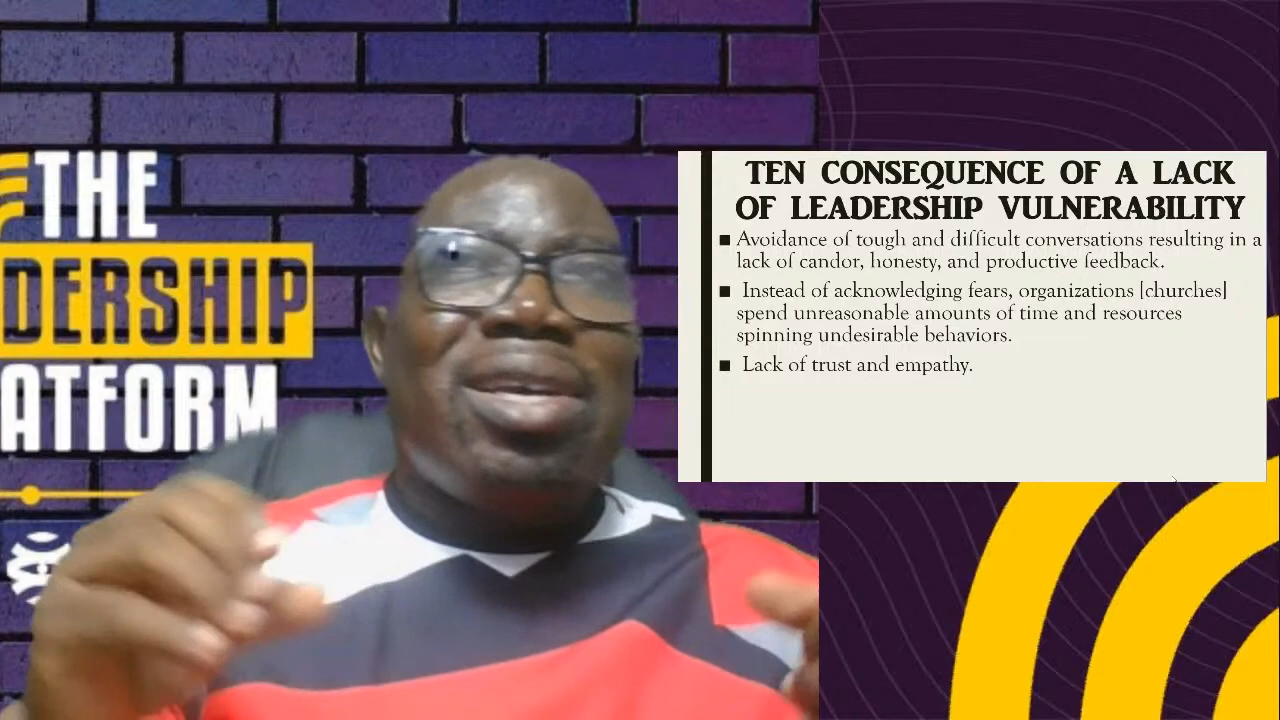 THE
DERSHIP
ATFORM
TEN CONSEQUENCE OF A LACK
OF LEADERSHIP VULNERABILITY
■ Avoidance of tough and difficult conversations resulting in a
lack of candor, honesty, and productive feedback.
■ Instead of acknowledging fears, organizations [churches]
spend unreasonable amounts of time and resources
spinning undesirable behaviors.
■ Lack of trust and empathy.